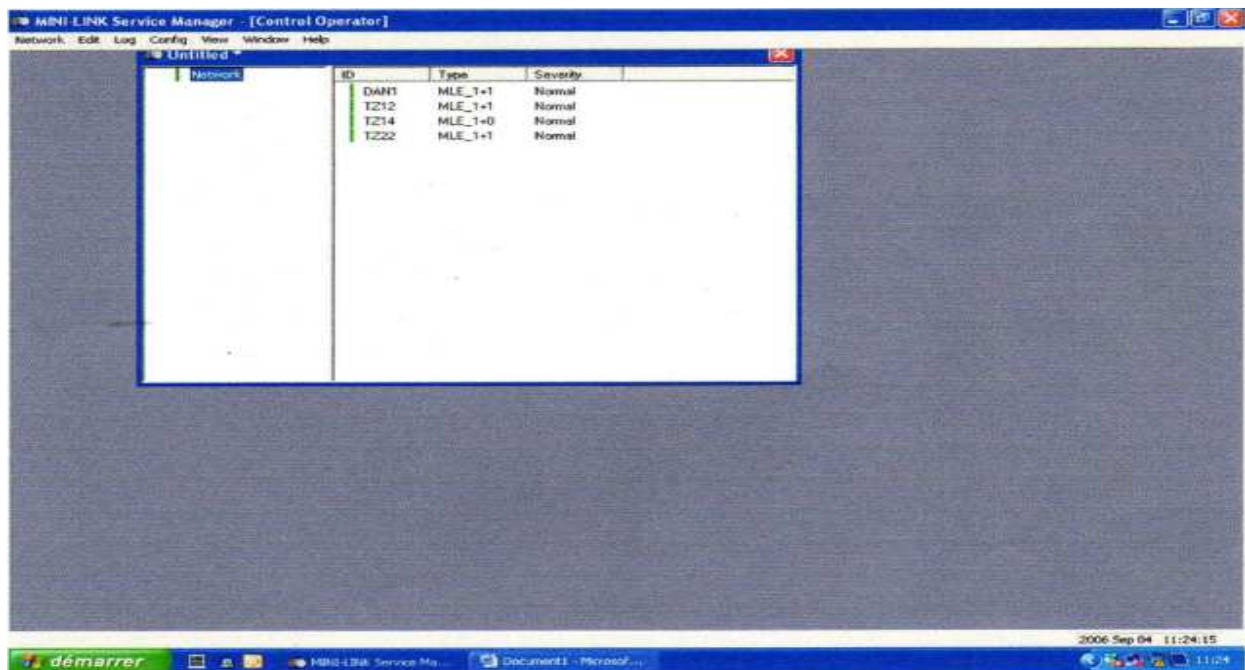 MINI-LINK Service Manager - [Control Operator]
Network Edit Log Config View Window Help
Untitled *
Network
ID Type Severity
DAN1 MLE_1+1 Normal
TZ12 MLE_1+1 Normal
TZ14 MLE_1+0 Normal
TZ22 MLE_1+1 Normal
2006 Sep 04 11:24:15
démarrer
MINI-LINK Service Ma...
Document1 - Microsof...
11:24